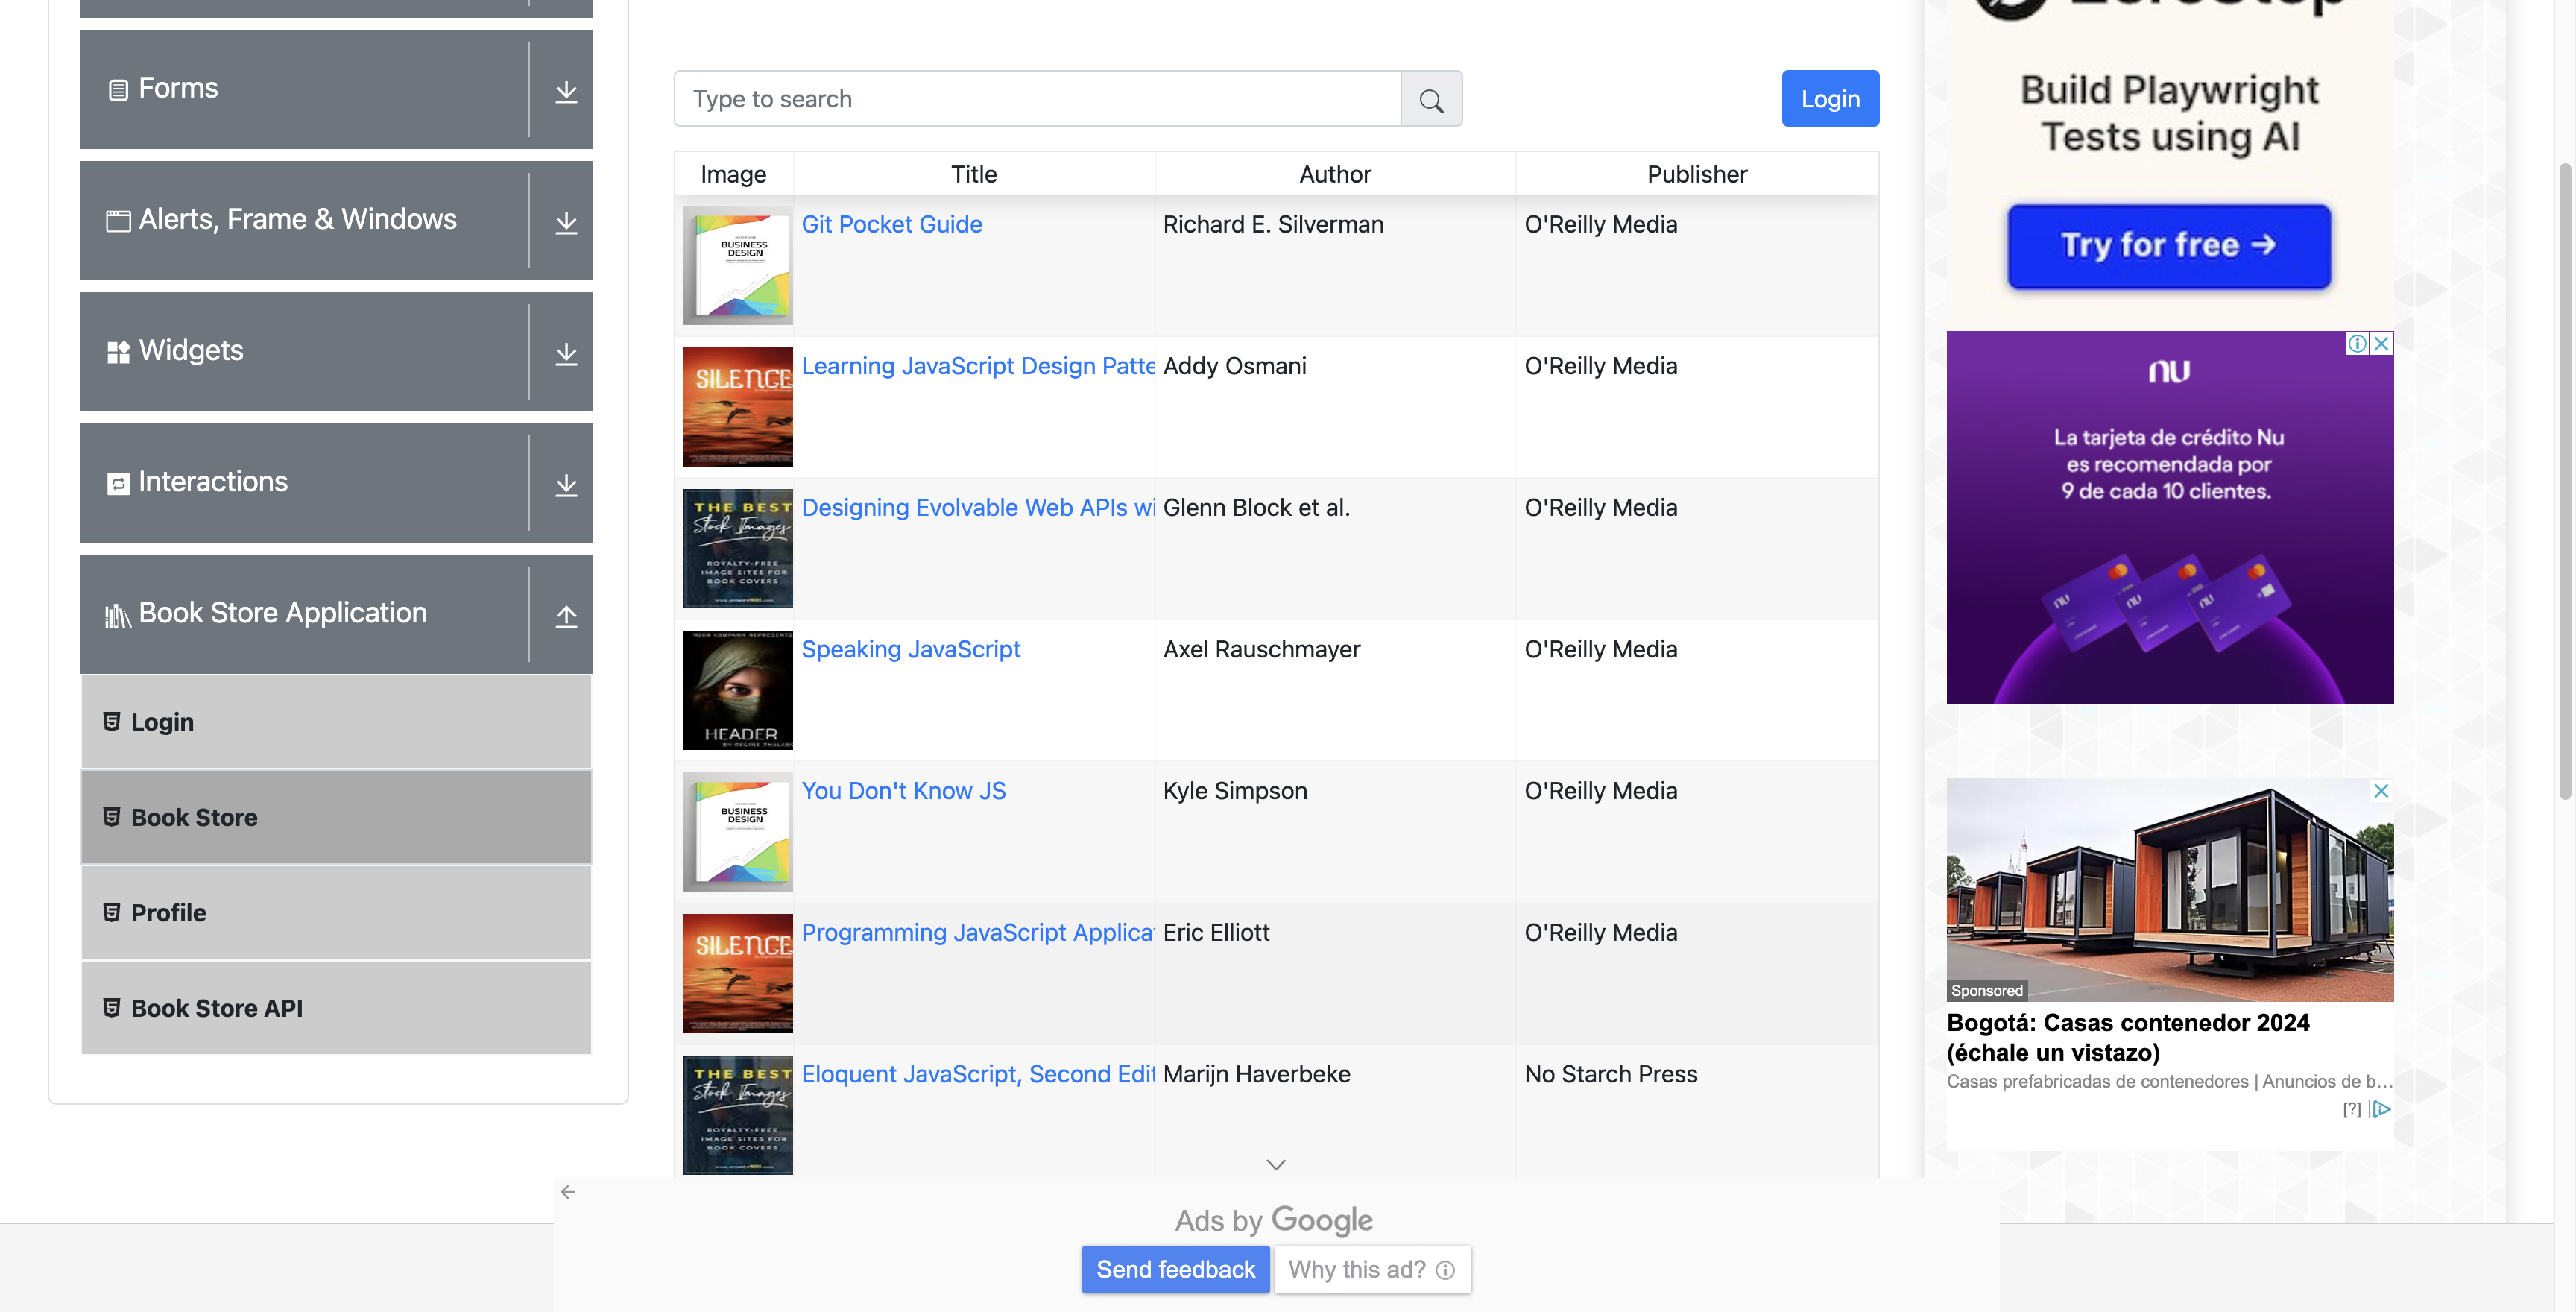 Forms
Alerts, Frame & Windows
Widgets
Interactions
Book Store Application
Login
Book Store
Profile
Book Store API
Type to search
Login
Image Title Author Publisher
BUSINESS
DESIGN
Git Pocket Guide Richard E. Silverman O'Reilly Media
SILENCE
Learning JavaScript Design Patte Addy Osmani O'Reilly Media
THE BEST
Stock Images
ROYALTY-FREE
IMAGE SITES FOR
BOOK COVERS
Designing Evolvable Web APIs wi Glenn Block et al. O'Reilly Media
YOUR COMPANY REPRESENTS
HEADER
Speaking JavaScript Axel Rauschmayer O'Reilly Media
BUSINESS
DESIGN
You Don't Know JS Kyle Simpson O'Reilly Media
SILENCE
Programming JavaScript Applica Eric Elliott O'Reilly Media
THE BEST
Stock Images
ROYALTY-FREE
IMAGE SITES FOR
BOOK COVERS
Eloquent JavaScript, Second Edit Marijn Haverbeke No Starch Press
Build Playwright
Tests using AI
Try for free →
nu
La tarjeta de crédito Nu
es recomendada por
9 de cada 10 clientes.
nu
nu
nu
Sponsored
Bogotá: Casas contenedor 2024
(échale un vistazo)
Casas prefabricadas de contenedores | Anuncios de b...
[?]
Ads by Google
Send feedback
Why this ad?